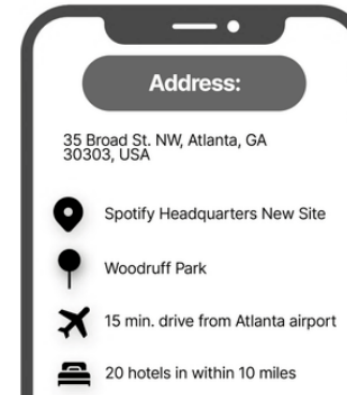 Address:
35 Broad St. NW, Atlanta, GA
30303, USA
Spotify Headquarters New Site
Woodruff Park
15 min. drive from Atlanta airport
20 hotels in within 10 miles